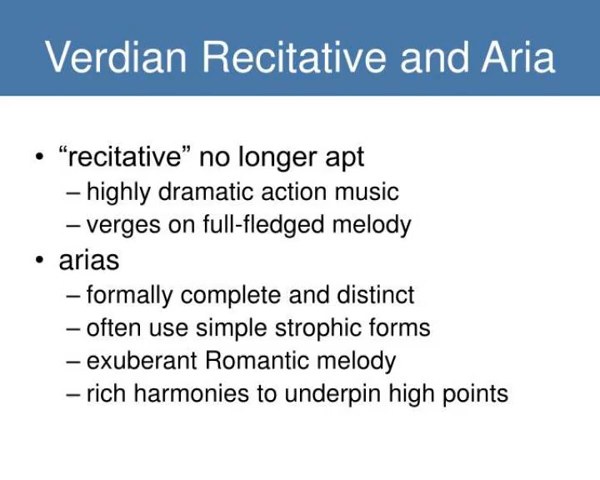 Verdian Recitative and Aria
• “recitative” no longer apt
– highly dramatic action music
– verges on full-fledged melody
• arias
– formally complete and distinct
– often use simple strophic forms
– exuberant Romantic melody
– rich harmonies to underpin high points